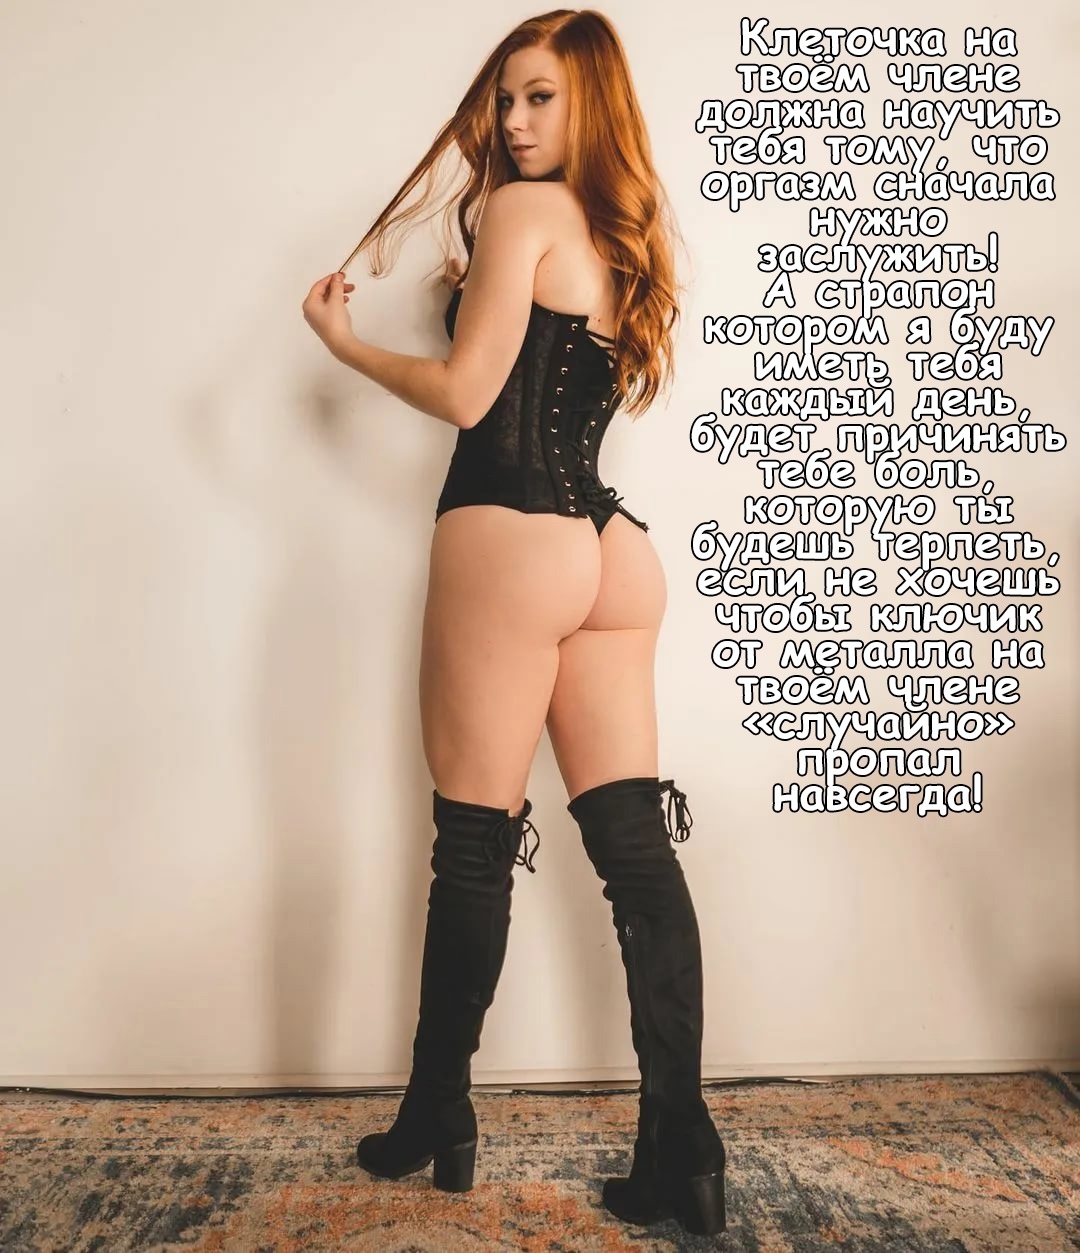 Клеточка на
твоём члене
должна научить
тебя тому, что
оргазм сначала
нужно
заслужить!
А страпон
котором я буду
иметь тебя
каждый день,
будет причинять
тебе боль,
которую ты
будешь терпеть,
если не хочешь
чтобы ключик
от металла на
твоём члене
«случайно»
пропал
навсегда!